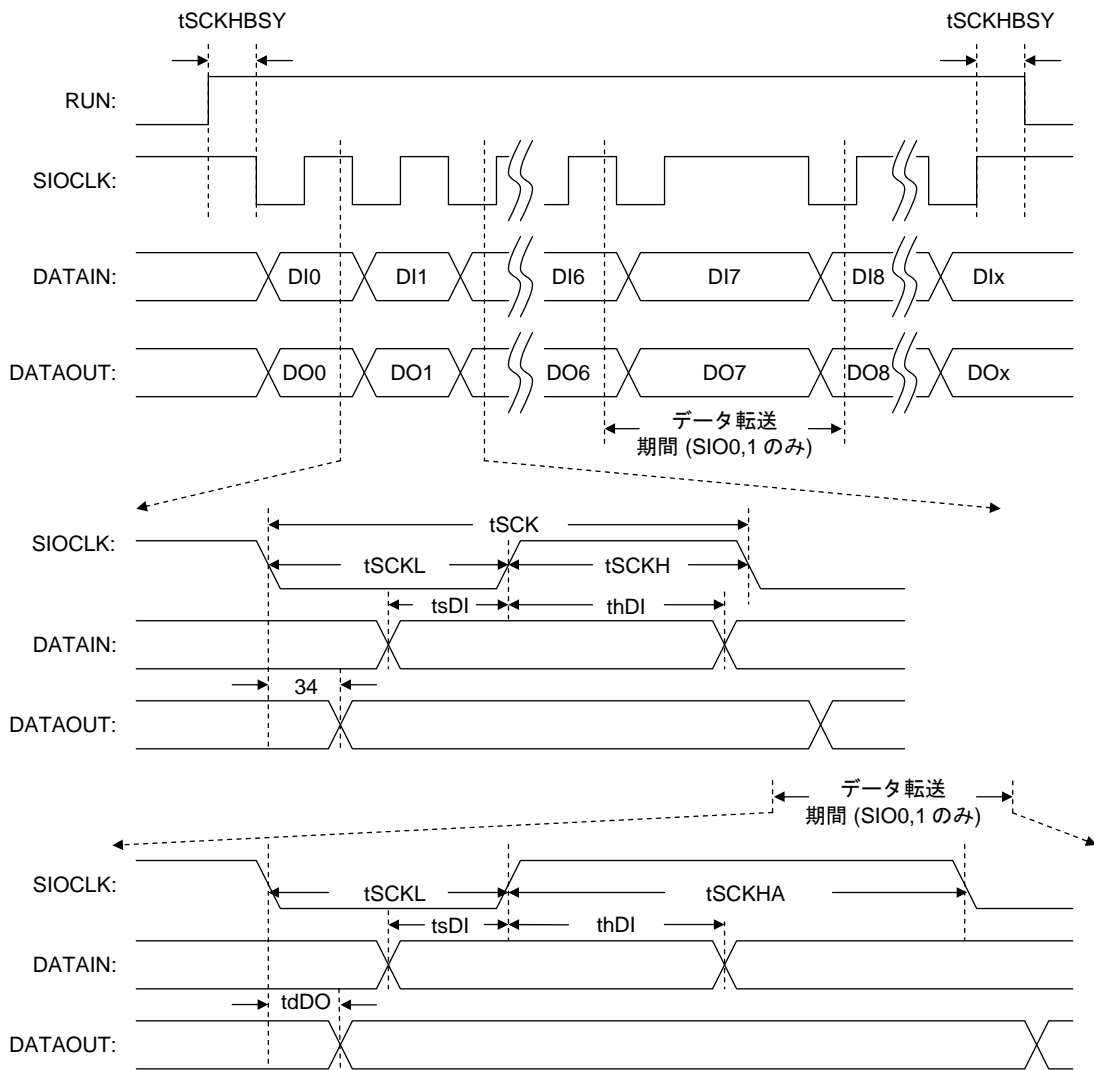 tSCKHBSY tSCKHBSY
RUN:
SIOCLK:
DATAIN: DI0 DI1 DI6 DI7 DI8 DIx
DATAOUT: DO0 DO1 DO6 DO7 DO8 DOx
データ転送
期間 (SIO0,1 のみ)
tSCK
SIOCLK:
tSCKL tSCKH
tsDI thDI
DATAIN:
34
DATAOUT:
データ転送
期間 (SIO0,1 のみ)
SIOCLK:
tSCKL tSCKHA
tsDI thDI
DATAIN:
tdDO
DATAOUT: